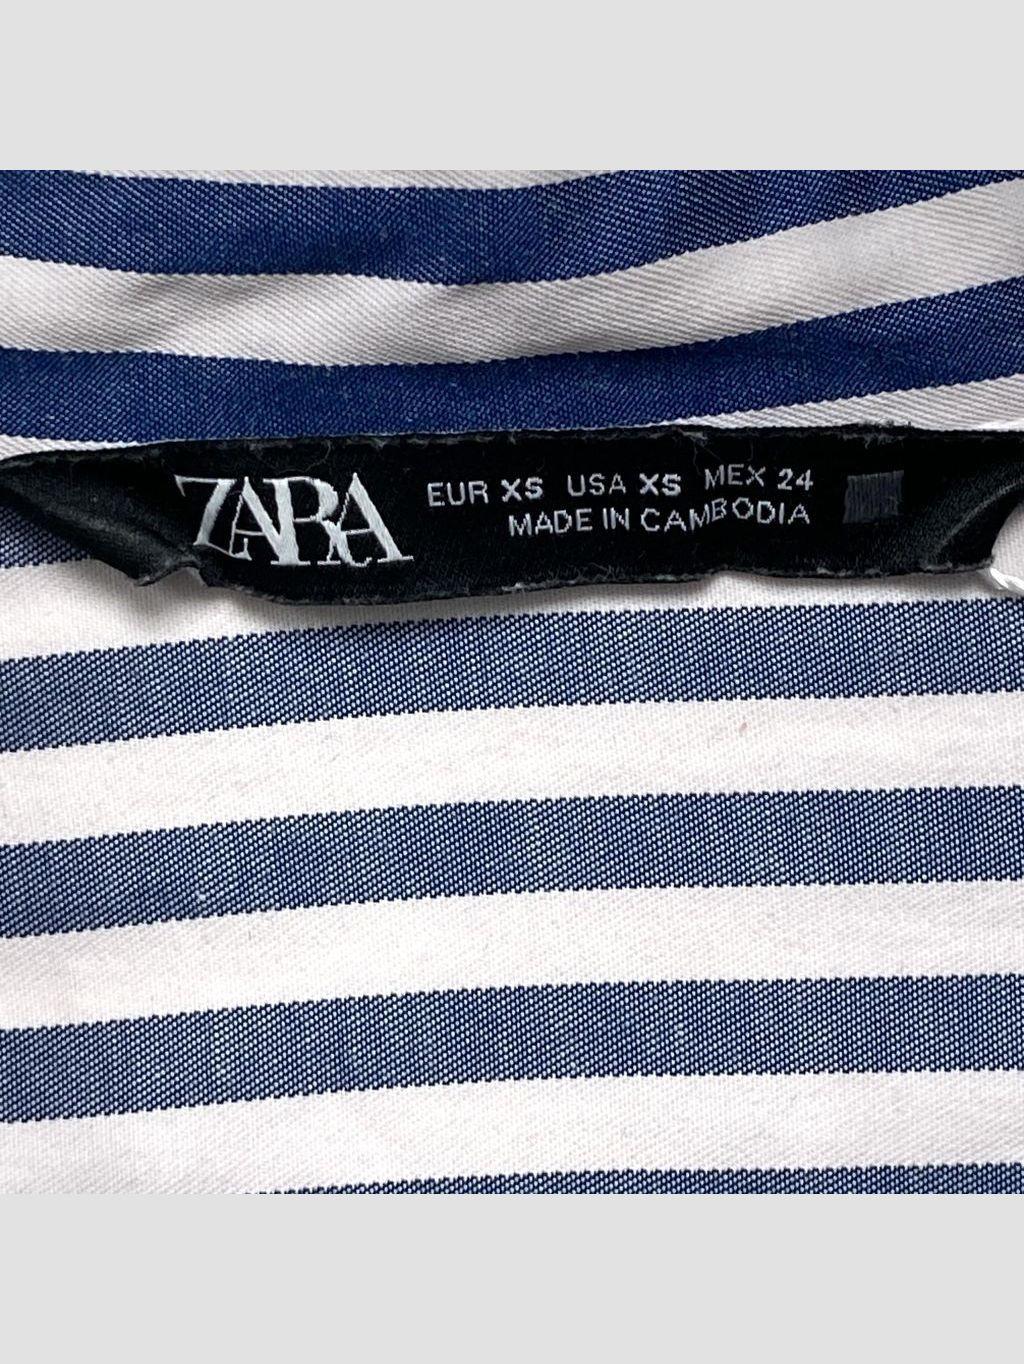 ZARA
EUR XS USA XS MEX 24
MADE IN CAMBODIA